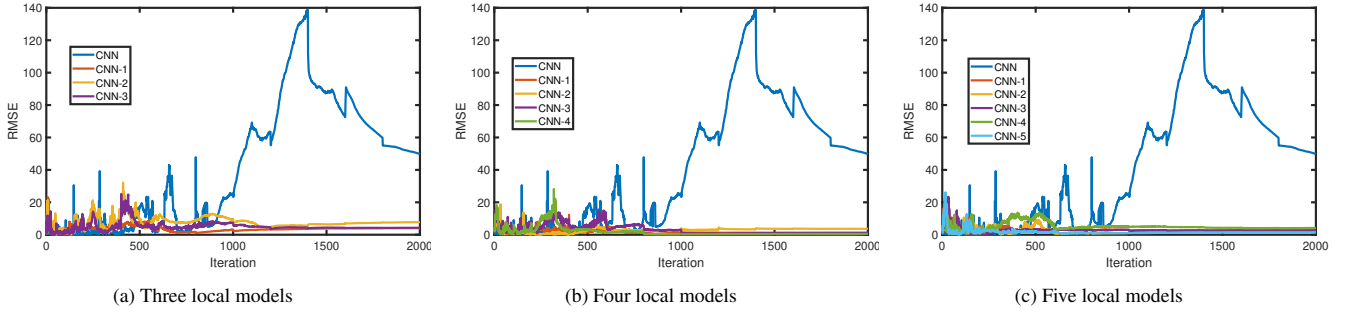 140
120
100
80
60
40
20
0
RMSE
CNN
CNN-1
CNN-2
CNN-3
0 500 1000 1500 2000
Iteration
(a) Three local models
140
120
100
80
60
40
20
0
RMSE
CNN
CNN-1
CNN-2
CNN-3
CNN-4
0 500 1000 1500 2000
Iteration
(b) Four local models
140
120
100
80
60
40
20
0
RMSE
CNN
CNN-1
CNN-2
CNN-3
CNN-4
CNN-5
0 500 1000 1500 2000
Iteration
(c) Five local models